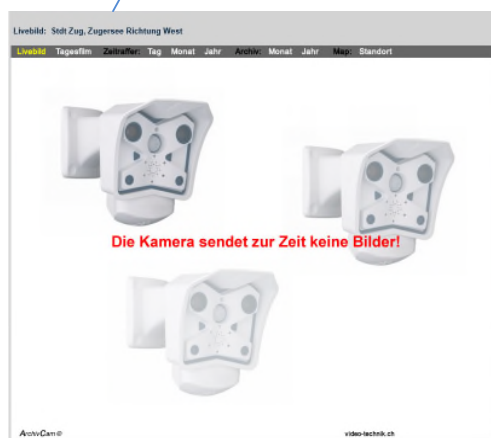 Livebild: Stdt Zug, Zugersee Richtung West
Livebild Tagesfilm Zeitraffer: Tag Monat Jahr Archiv: Monat Jahr Map: Standort
Die Kamera sendet zur Zeit keine Bilder!
ArchivCam® video-technik.ch